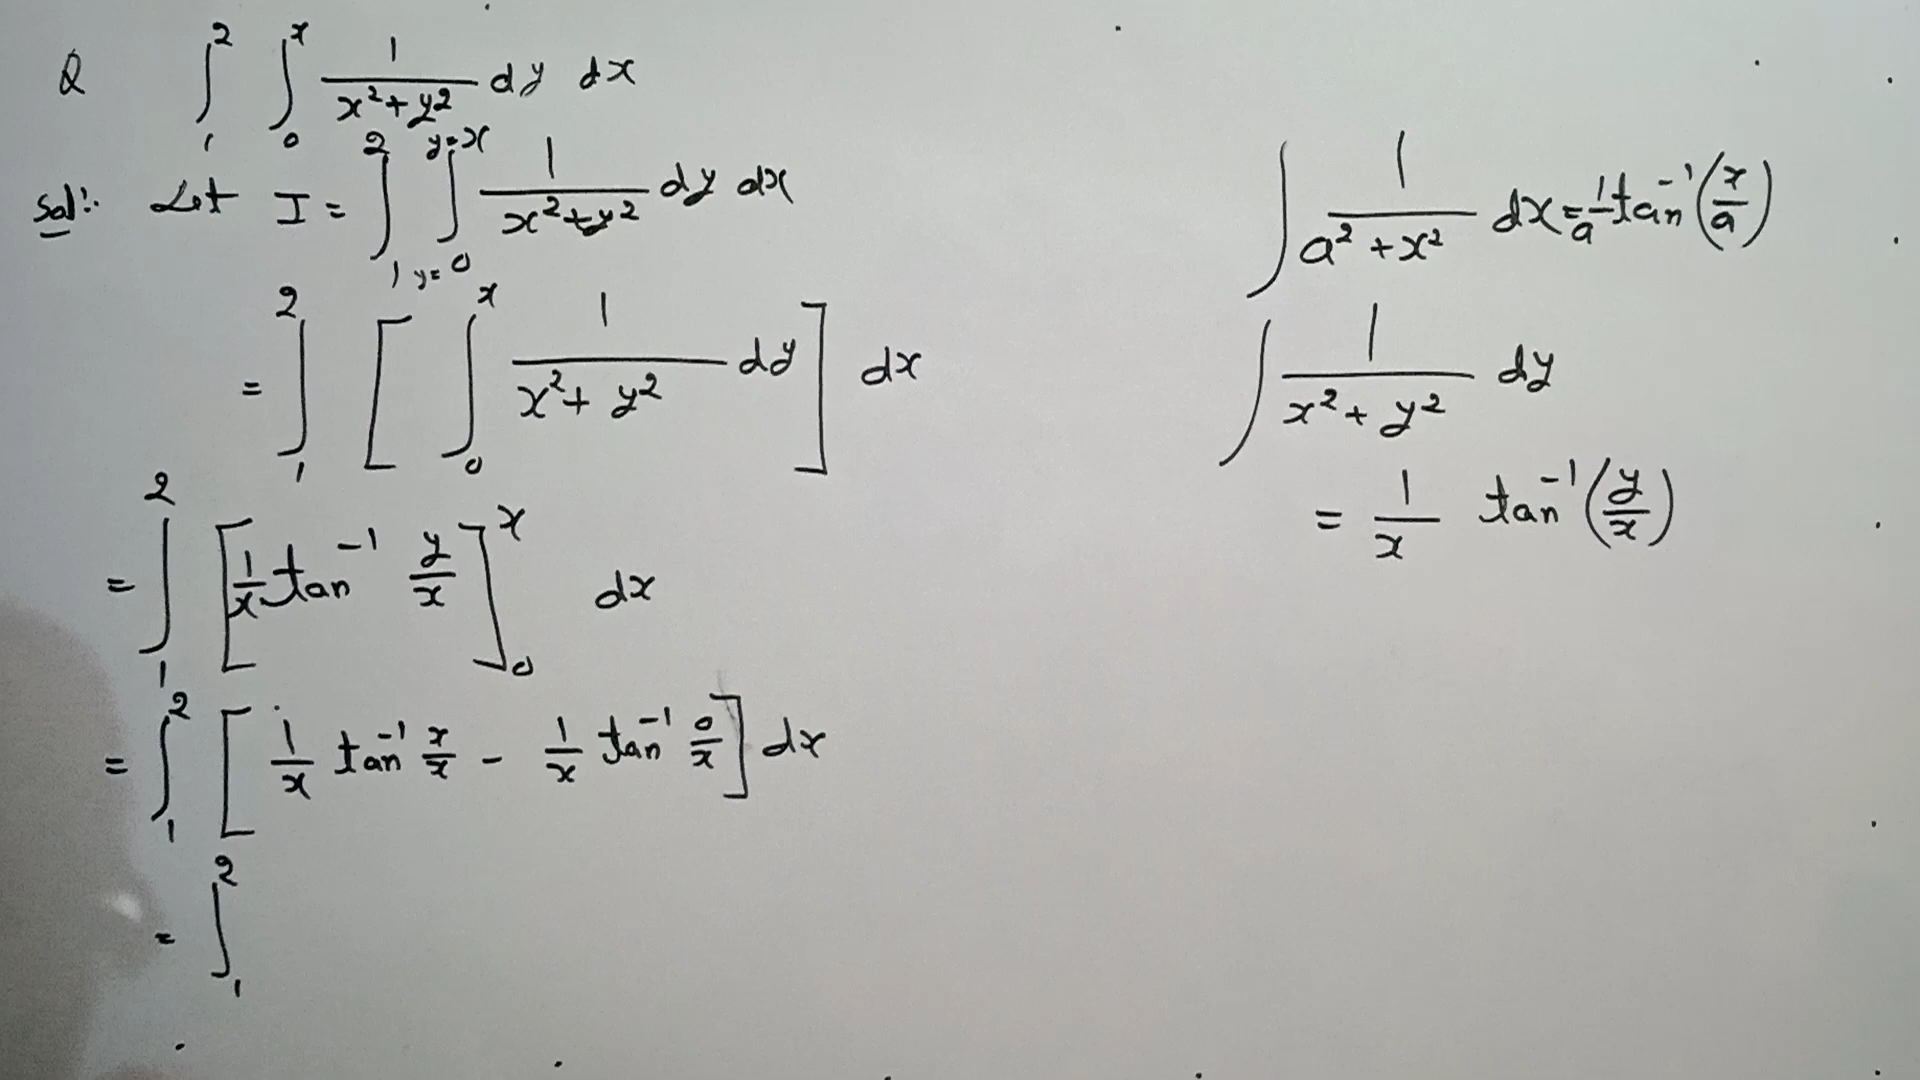 Q ∫₁² ∫₀ˣ 1/(x²+y²) dy dx
Sol:. Let I = ∫₁² ∫_{y=0}^{y=x} 1/(x²+y²) dy dx
= ∫₁² [ ∫₀ˣ 1/(x²+y²) dy ] dx
= ∫₁² [ 1/x tan⁻¹ y/x ]₀ˣ dx
= ∫₁² [ 1/x tan⁻¹ x/x - 1/x tan⁻¹ 0/x ] dx
= ∫₁²
∫ 1/(a²+x²) dx = 1/a tan⁻¹(x/a)
∫ 1/(x²+y²) dy
= 1/x tan⁻¹(y/x)